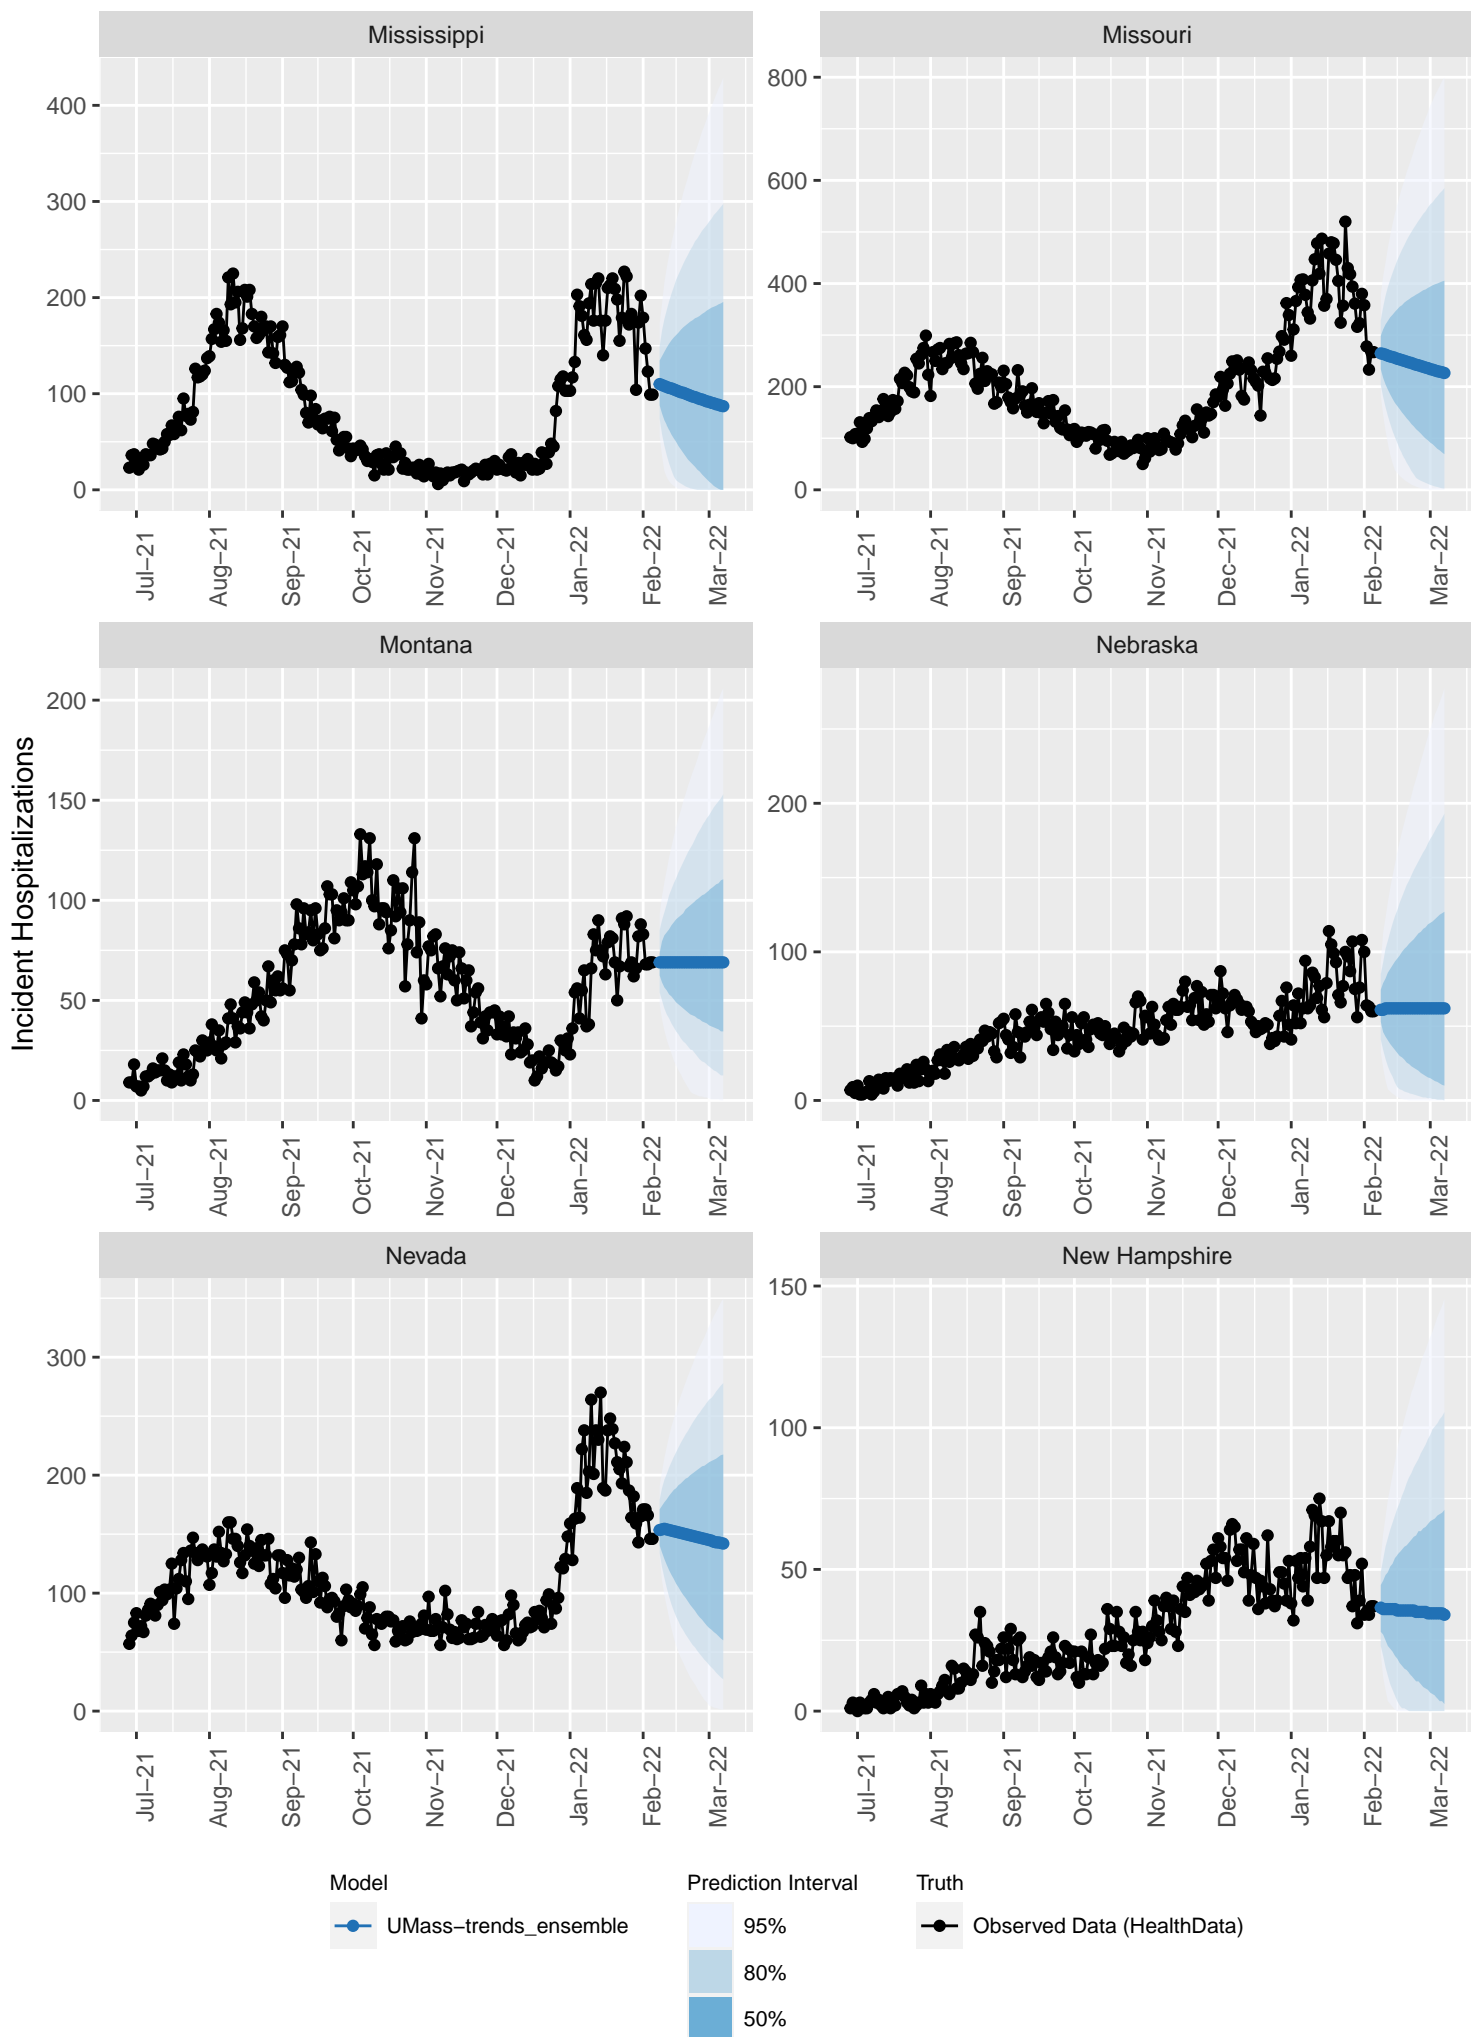 Mississippi
Missouri
400
300
200
100
0
800
600
400
200
0
Jul−21
Aug−21
Sep−21
Oct−21
Nov−21
Dec−21
Jan−22
Feb−22
Mar−22
Jul−21
Aug−21
Sep−21
Oct−21
Nov−21
Dec−21
Jan−22
Feb−22
Mar−22
Incident Hospitalizations
Montana
Nebraska
200
150
100
50
0
200
100
0
Jul−21
Aug−21
Sep−21
Oct−21
Nov−21
Dec−21
Jan−22
Feb−22
Mar−22
Jul−21
Aug−21
Sep−21
Oct−21
Nov−21
Dec−21
Jan−22
Feb−22
Mar−22
Nevada
New Hampshire
300
200
100
0
150
100
50
0
Jul−21
Aug−21
Sep−21
Oct−21
Nov−21
Dec−21
Jan−22
Feb−22
Mar−22
Jul−21
Aug−21
Sep−21
Oct−21
Nov−21
Dec−21
Jan−22
Feb−22
Mar−22
Model
UMass−trends_ensemble
Prediction Interval
95%
80%
50%
Truth
Observed Data (HealthData)